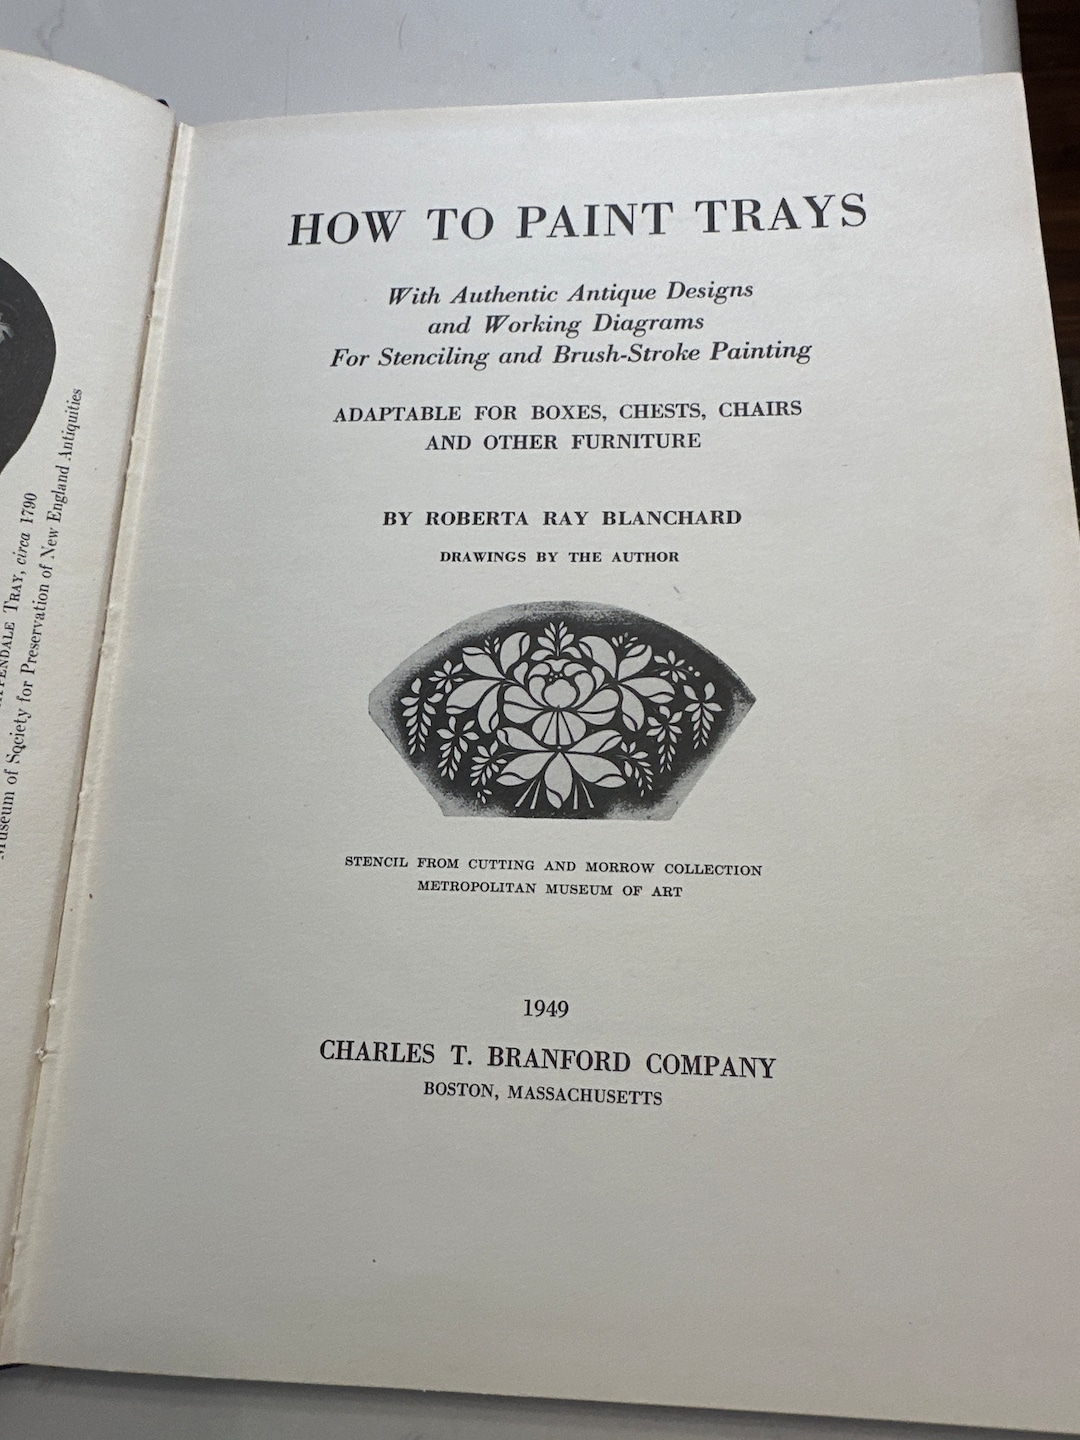 TRAY, circa 1790
Museum of Society for Preservation of New England Antiquities
HOW TO PAINT TRAYS
With Authentic Antique Designs
and Working Diagrams
For Stenciling and Brush-Stroke Painting
ADAPTABLE FOR BOXES, CHESTS, CHAIRS
AND OTHER FURNITURE
BY ROBERTA RAY BLANCHARD
DRAWINGS BY THE AUTHOR
STENCIL FROM CUTTING AND MORROW COLLECTION
METROPOLITAN MUSEUM OF ART
1949
CHARLES T. BRANFORD COMPANY
BOSTON, MASSACHUSETTS